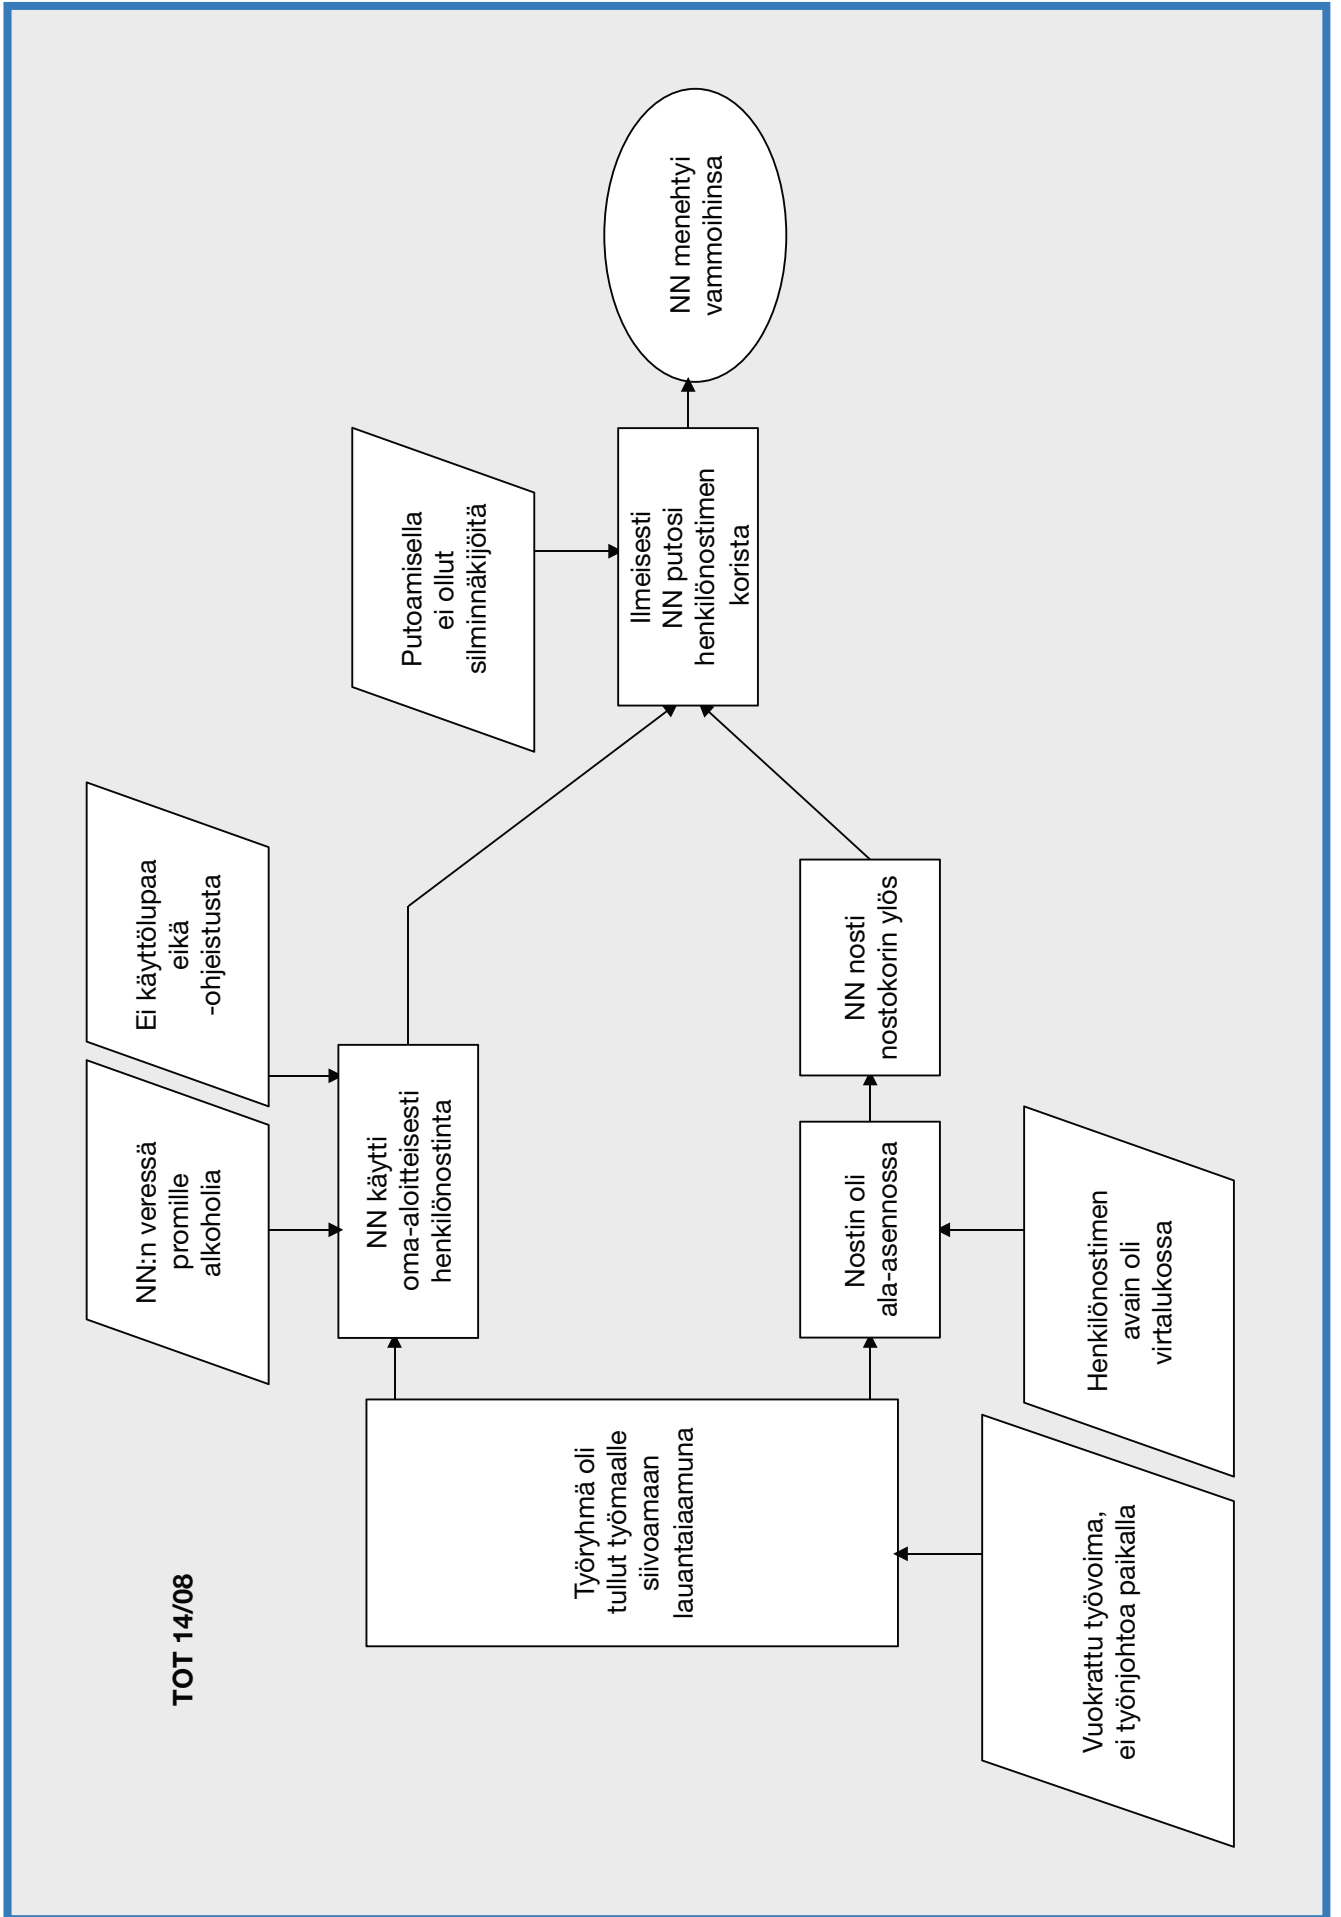 TOT 14/08
NN:n veressä
promille
alkoholia
Ei käyttölupaa
eikä
-ohjeistusta
Putoamisella
ei ollut
silminnäkijöitä
Työryhmä oli
tullut työmaalle
siivoamaan
lauantaiaamuna
NN käytti
oma-aloitteisesti
henkilönostinta
Nostin oli
ala-asennossa
NN nosti
nostokorin ylös
Ilmeisesti
NN putosi
henkilönostimen
korista
NN menehtyi
vammoihinsa
Vuokrattu työvoima,
ei työnjohtoa paikalla
Henkilönostimen
avain oli
virtalukossa